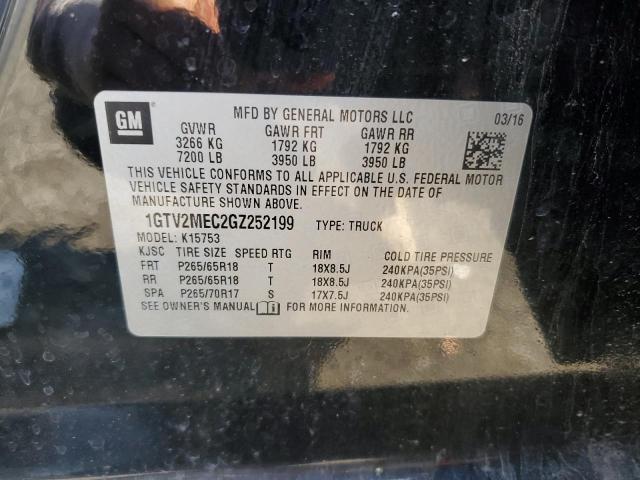 GM
MFD BY GENERAL MOTORS LLC 03/16
GVWR GAWR FRT GAWR RR
3266 KG 1792 KG 1792 KG
7200 LB 3950 LB 3950 LB
THIS VEHICLE CONFORMS TO ALL APPLICABLE U.S. FEDERAL MOTOR
VEHICLE SAFETY STANDARDS IN EFFECT ON THE DATE OF
MANUFACTURE SHOWN ABOVE.
1GTV2MEC2GZ252199 TYPE: TRUCK
MODEL: K15753
KJSC TIRE SIZE SPEED RTG RIM COLD TIRE PRESSURE
FRT P265/65R18 T 18X8.5J 240KPA(35PSI)
RR P265/65R18 T 18X8.5J 240KPA(35PSI)
SPA P265/70R17 S 17X7.5J 240KPA(35PSI)
SEE OWNER'S MANUAL FOR MORE INFORMATION.